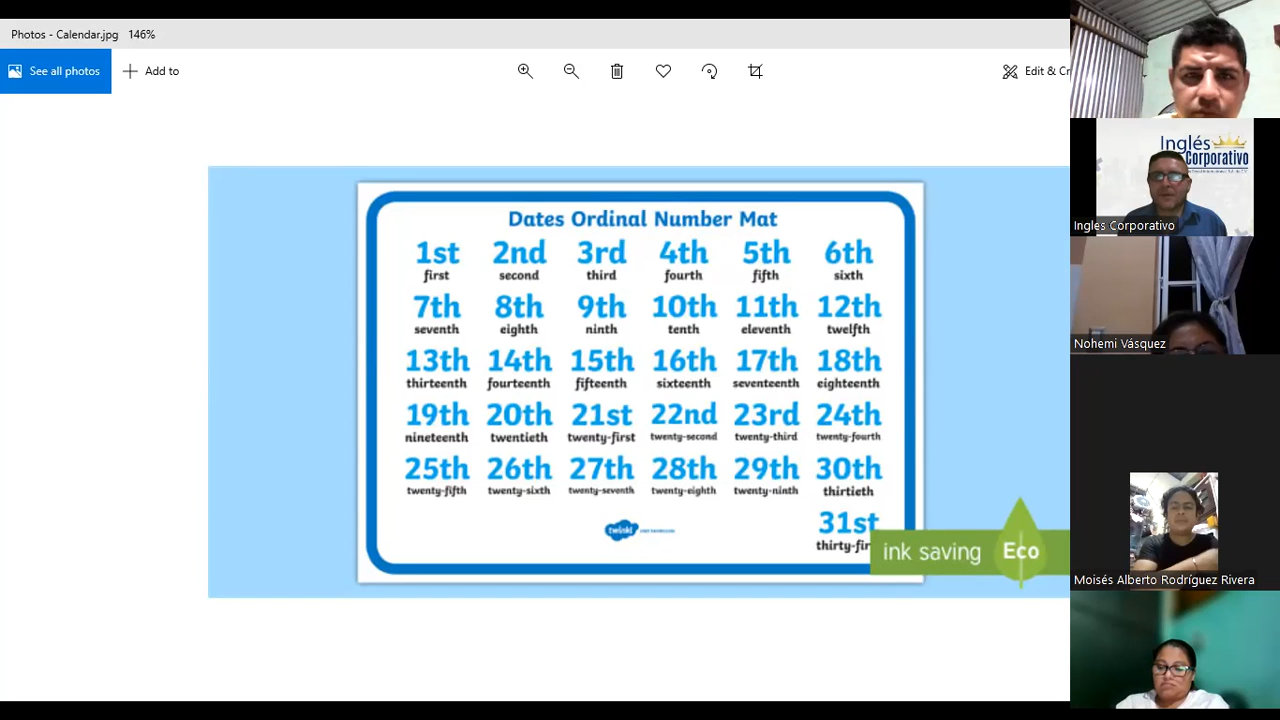 Photos - Calendar.jpg 146%
See all photos
Add to
Edit & Cr
Dates Ordinal Number Mat
1st 2nd 3rd 4th 5th 6th
first second third fourth fifth sixth
7th 8th 9th 10th 11th 12th
seventh eighth ninth tenth eleventh twelfth
13th 14th 15th 16th 17th 18th
thirteenth fourteenth fifteenth sixteenth seventeenth eighteenth
19th 20th 21st 22nd 23rd 24th
nineteenth twentieth twenty-first twenty-second twenty-third twenty-fourth
25th 26th 27th 28th 29th 30th
twenty-fifth twenty-sixth twenty-seventh twenty-eighth twenty-ninth thirtieth
31st
thirty-fir
twinkl
ink saving Eco
Inglés
Corporativo
Ingles Corporativo
Nohemi Vásquez
Moisés Alberto Rodríguez Rivera